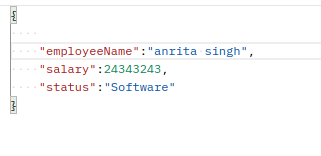 {
"employeeName":"anrita singh",
"salary":24343243,
"status":"Software"
}